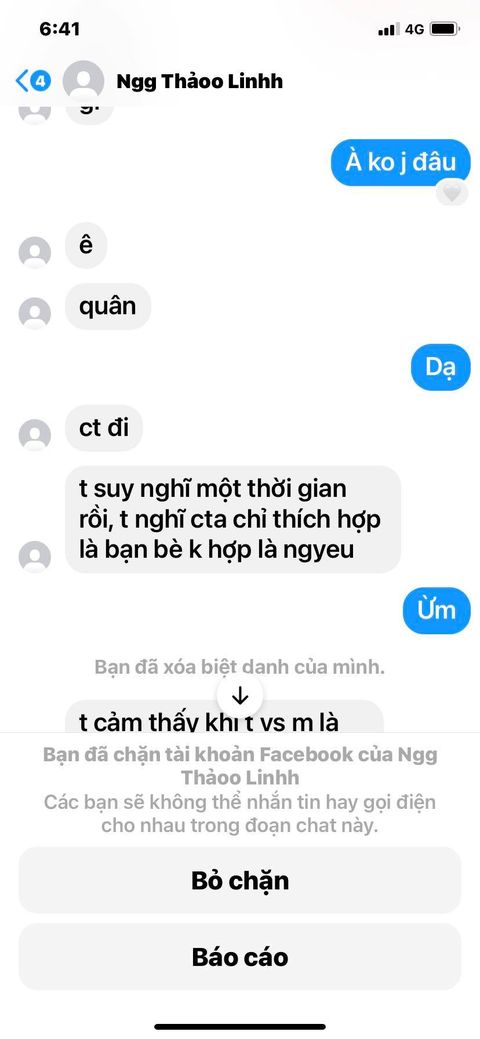 6:41
4G
4
Ngg Thảoo Linhh
À ko j đâu
ê
quân
Dạ
ct đi
t suy nghĩ một thời gian
rồi, t nghĩ cta chỉ thích hợp
là bạn bè k hợp là ngyeu
Ừm
Bạn đã xóa biệt danh của mình.
t cảm thấy khi t vs m là
Bạn đã chặn tài khoản Facebook của Ngg
Thảoo Linhh
Các bạn sẽ không thể nhắn tin hay gọi điện
cho nhau trong đoạn chat này.
Bỏ chặn
Báo cáo